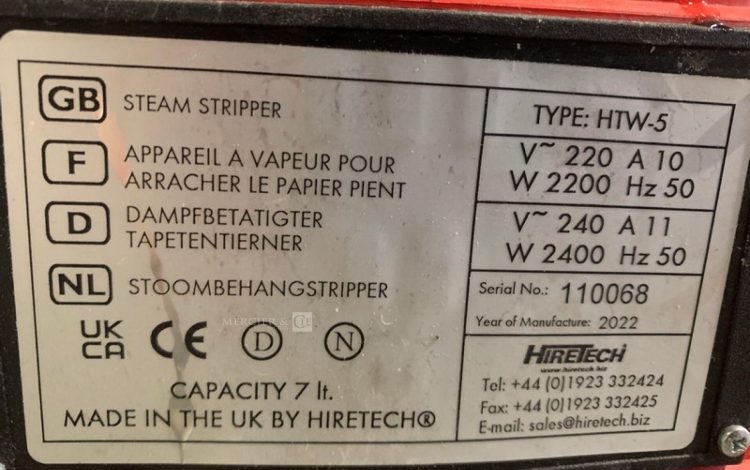 GB STEAM STRIPPER
F APPAREIL A VAPEUR POUR
ARRACHER LE PAPIER PIENT
D DAMPFBETATIGTER
TAPETENTIERNER
NL STOOMBEHANGSTRIPPER
MERCIER & CIE
UK
CA CE D N
CAPACITY 7 lt.
MADE IN THE UK BY HIRETECH®
TYPE: HTW-5
V~ 220 A 10
W 2200 Hz 50
V~ 240 A 11
W 2400 Hz 50
Serial No.: 110068
Year of Manufacture: 2022
HIRETECH
www.hiretech.biz
Tel: +44 (0)1923 332424
Fax: +44 (0)1923 332425
E-mail: sales@hiretech.biz